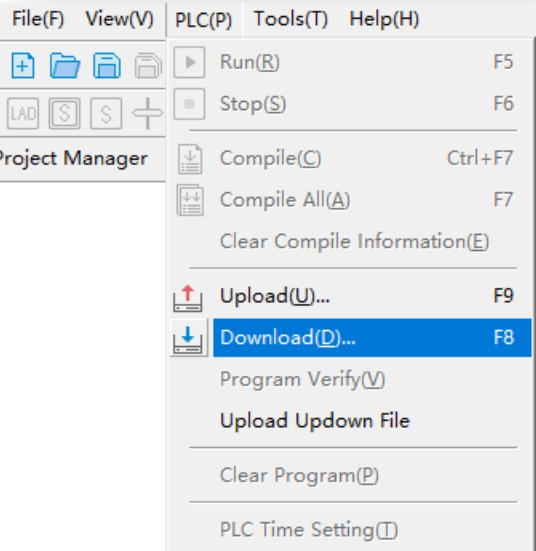 File(F) View(V) PLC(P) Tools(T) Help(H)
Run(R) F5
LAD S S Stop(S) F6
Project Manager Compile(C) Ctrl+F7
Compile All(A) F7
Clear Compile Information(E)
Upload(U)... F9
Download(D)... F8
Program Verify(V)
Upload Updown File
Clear Program(P)
PLC Time Setting(T)